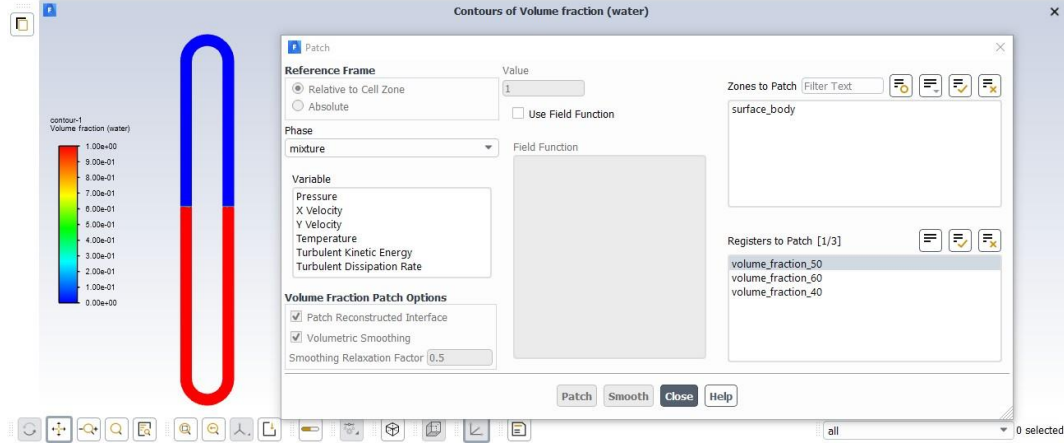 Contours of Volume fraction (water)
Patch
Reference Frame
Relative to Cell Zone
Absolute
Phase
mixture
Variable
Pressure
X Velocity
Y Velocity
Temperature
Turbulent Kinetic Energy
Turbulent Dissipation Rate
Volume Fraction Patch Options
Patch Reconstructed Interface
Volumetric Smoothing
Smoothing Relaxation Factor 0.5
Value
1
Use Field Function
Field Function
Zones to Patch Filter Text
surface_body
Registers to Patch [1/3]
volume_fraction_50
volume_fraction_60
volume_fraction_40
Patch Smooth Close Help
contour-1
Volume fraction (water)
1.00e+00
9.00e-01
8.00e-01
7.00e-01
6.00e-01
5.00e-01
4.00e-01
3.00e-01
2.00e-01
1.00e-01
0.00e+00
all
0 selected